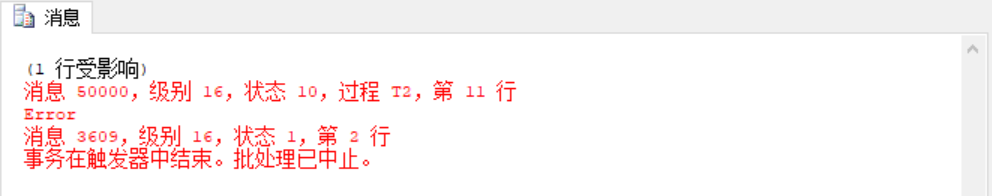 消息
(1 行受影响)
消息 50000，级别 16，状态 10，过程 T2，第 11 行
Error
消息 3609，级别 16，状态 1，第 2 行
事务在触发器中结束。批处理已中止。